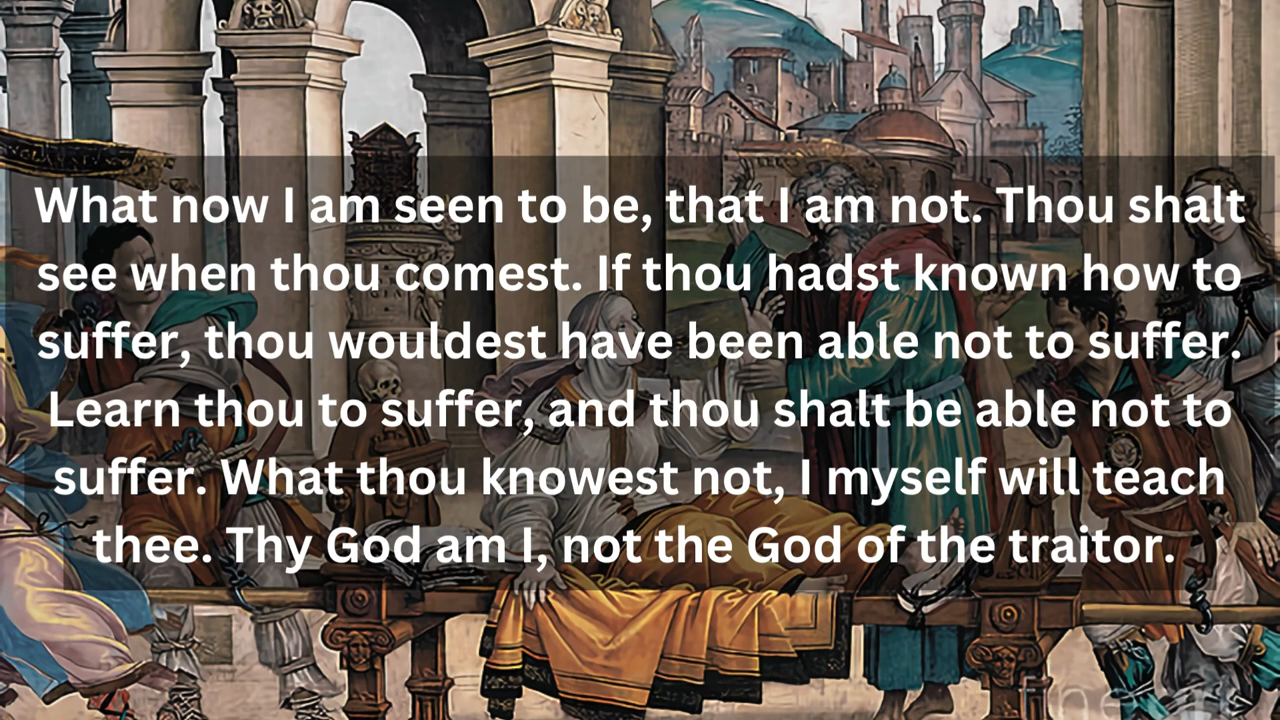 What now I am seen to be, that I am not. Thou shalt
see when thou comest. If thou hadst known how to
suffer, thou wouldest have been able not to suffer.
Learn thou to suffer, and thou shalt be able not to
suffer. What thou knowest not, I myself will teach
thee. Thy God am I, not the God of the traitor.